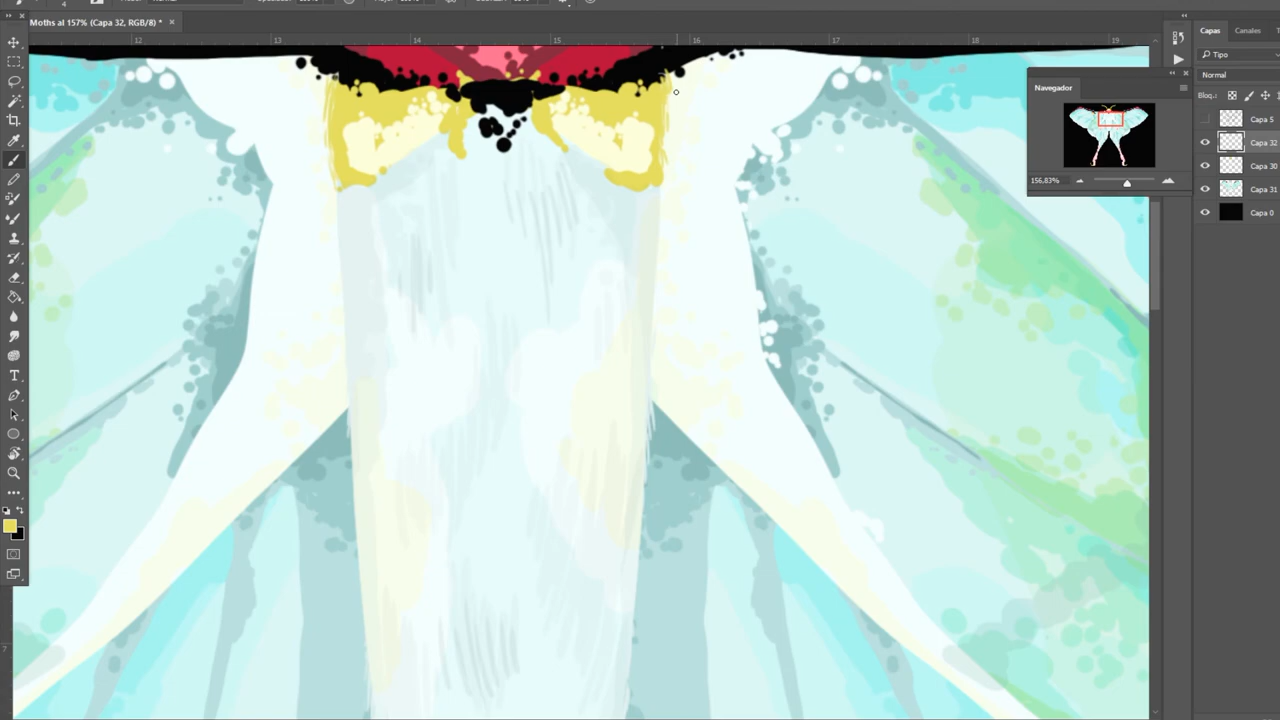 Moths al 157% (Capa 32, RGB/8) *
12
13
14
15
16
17
18
19
7
Navegador
156,83%
Capas
Canales
Tipo
Normal
Bloq.:
Capa 5
Capa 32
Capa 30
Capa 31
Capa 0